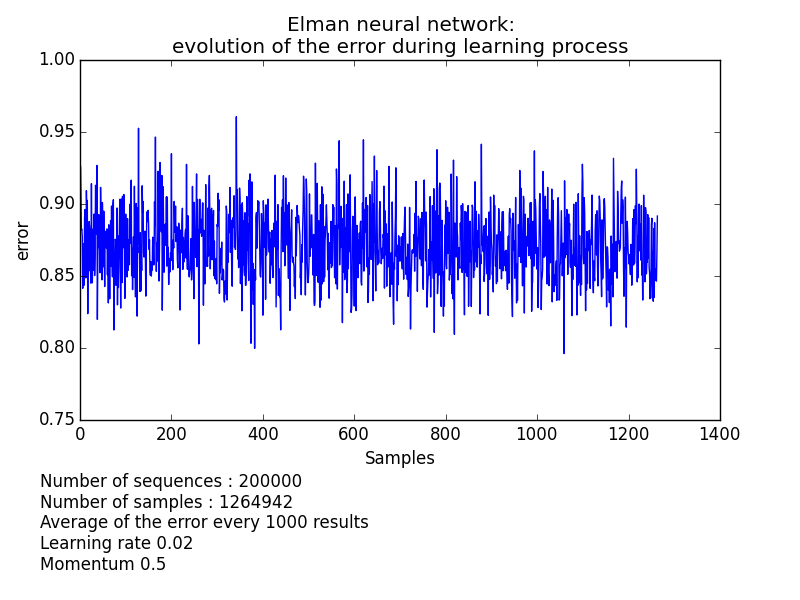 Elman neural network:
evolution of the error during learning process
1.00
0.95
0.90
0.85
0.80
0.75
error
0 200 400 600 800 1000 1200 1400
Samples
Number of sequences : 200000
Number of samples : 1264942
Average of the error every 1000 results
Learning rate 0.02
Momentum 0.5